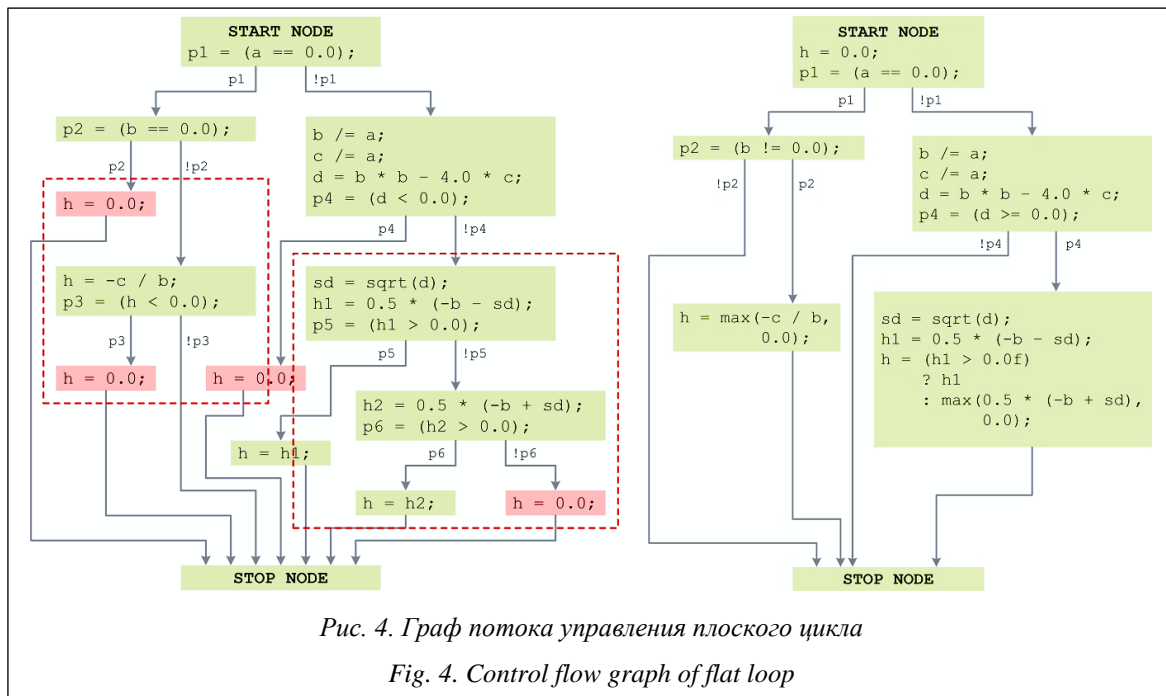 START NODE
p1 = (a == 0.0);
p1
!p1
p2 = (b == 0.0);
p2
!p2
h = 0.0;
h = -c / b;
p3 = (h < 0.0);
p3
!p3
h = 0.0;
b /= a;
c /= a;
d = b * b - 4.0 * c;
p4 = (d < 0.0);
p4
!p4
h = 0.0;
sd = sqrt(d);
h1 = 0.5 * (-b – sd);
p5 = (h1 > 0.0);
p5
!p5
h = h1;
h2 = 0.5 * (-b + sd);
p6 = (h2 > 0.0);
p6
!p6
h = h2;
h = 0.0;
STOP NODE
START NODE
h = 0.0;
p1 = (a == 0.0);
p1
!p1
p2 = (b != 0.0);
!p2
p2
h = max(-c / b,
0.0);
b /= a;
c /= a;
d = b * b – 4.0 * c;
p4 = (d >= 0.0);
!p4
p4
sd = sqrt(d);
h1 = 0.5 * (-b – sd);
h = (h1 > 0.0f)
? h1
: max(0.5 * (-b + sd),
0.0);
STOP NODE
Рис. 4. Граф потока управления плоского цикла
Fig. 4. Control flow graph of flat loop